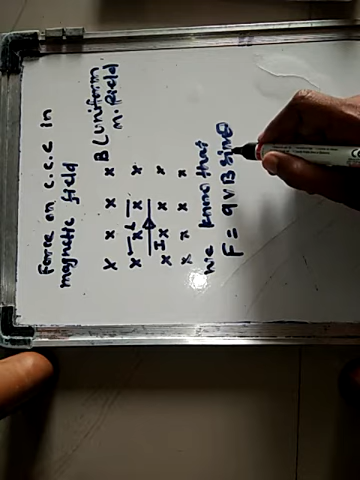 Force on c.c.c in
magnetic field
x x x x B (uniform
m. field)
x x x x
L
I
x x x x
x x x x
we know that
F = qvB sinθ